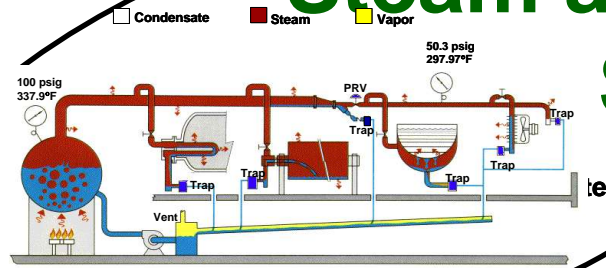 Steam a
Condensate
Steam
Vapor
50.3 psig
297.97°F
100 psig
337.9°F
PRV
Trap
Trap
Trap
Trap
Trap
Trap
Vent